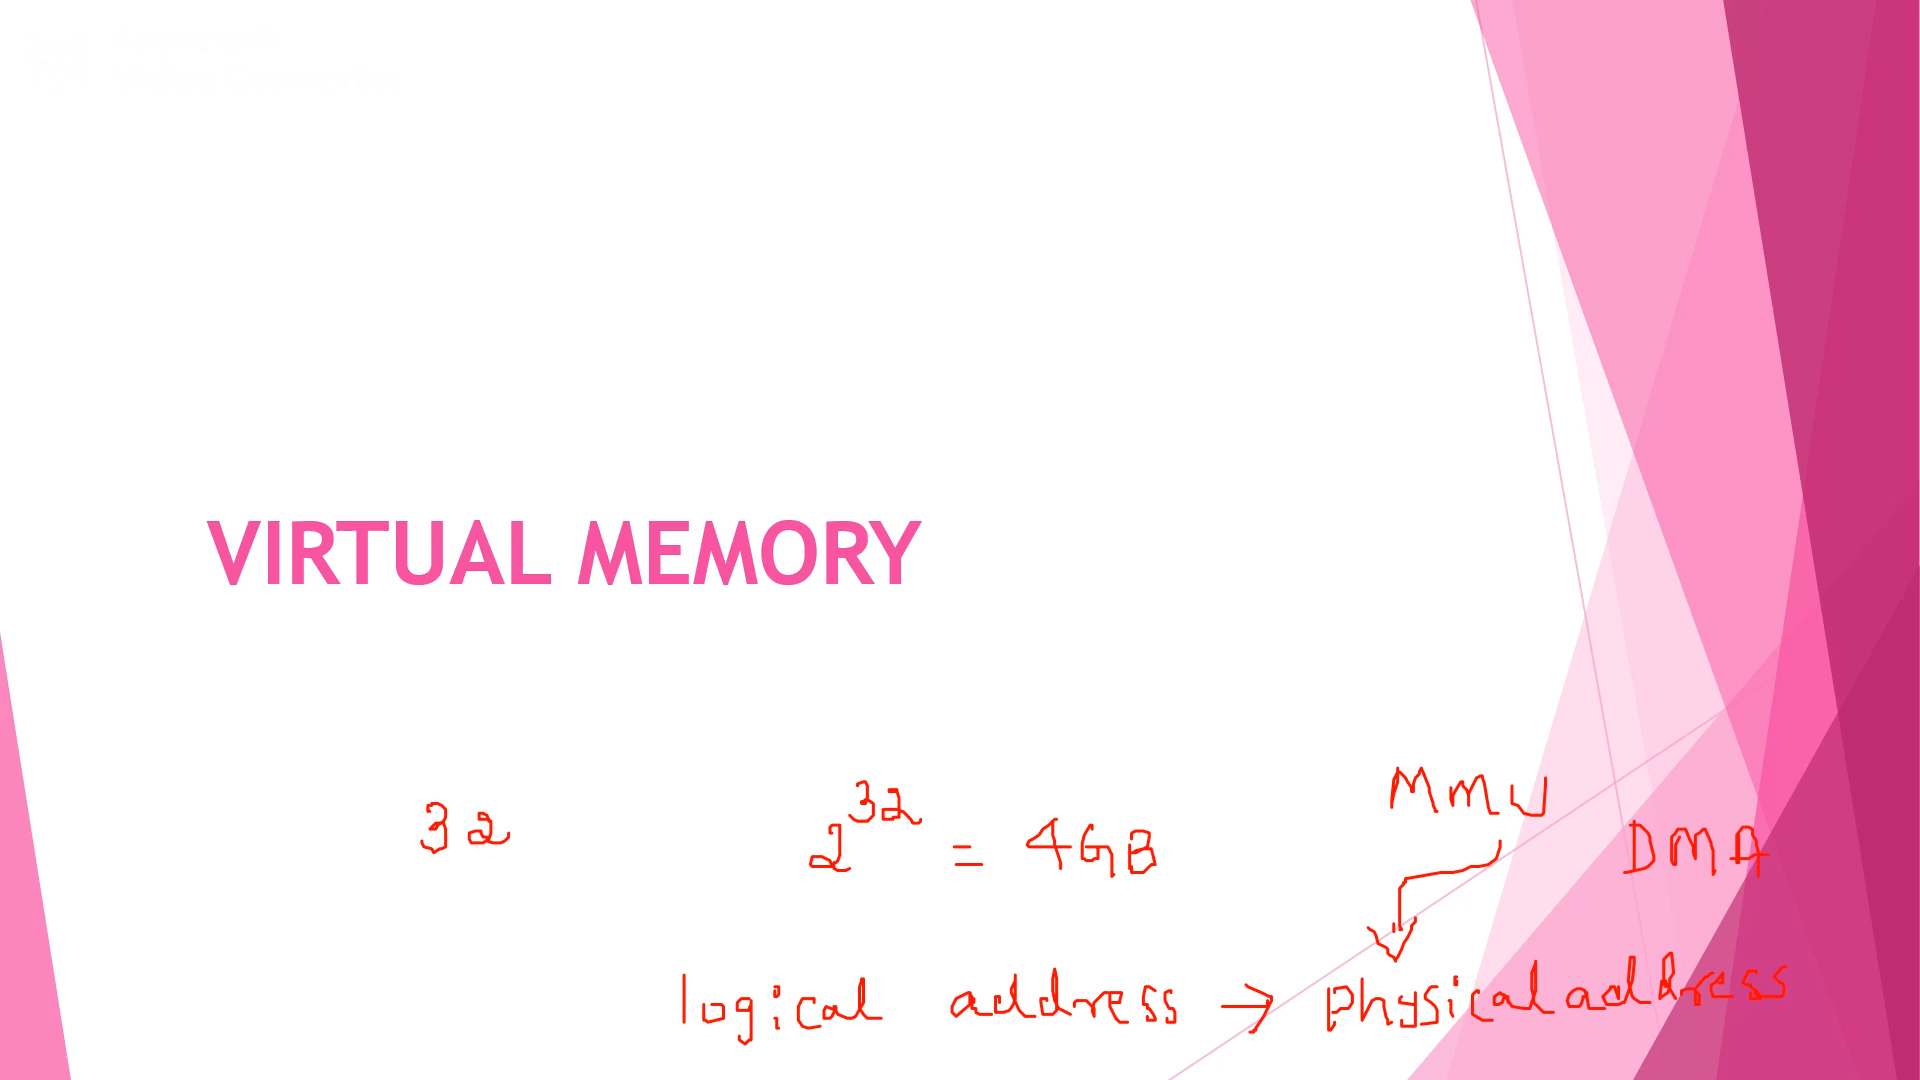 VIRTUAL MEMORY
32 2^32 = 4GB MMU DMA
logical address → physical address